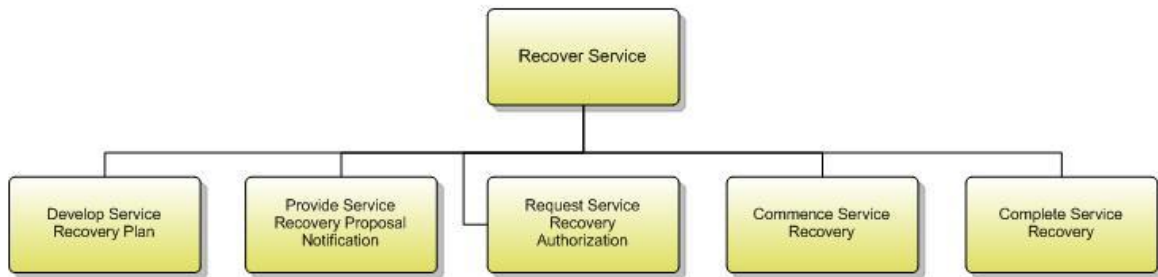 Recover Service
Develop Service
Recovery Plan
Provide Service
Recovery Proposal
Notification
Request Service
Recovery
Authorization
Commence Service
Recovery
Complete Service
Recovery